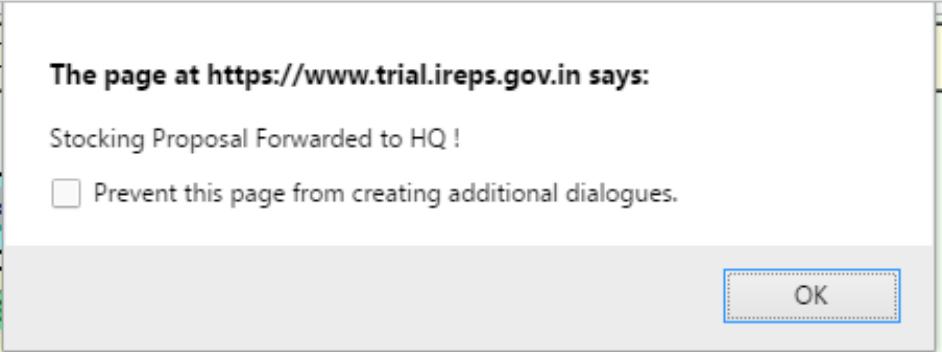 The page at https://www.trial.ireps.gov.in says:
Stocking Proposal Forwarded to HQ !
Prevent this page from creating additional dialogues.
OK